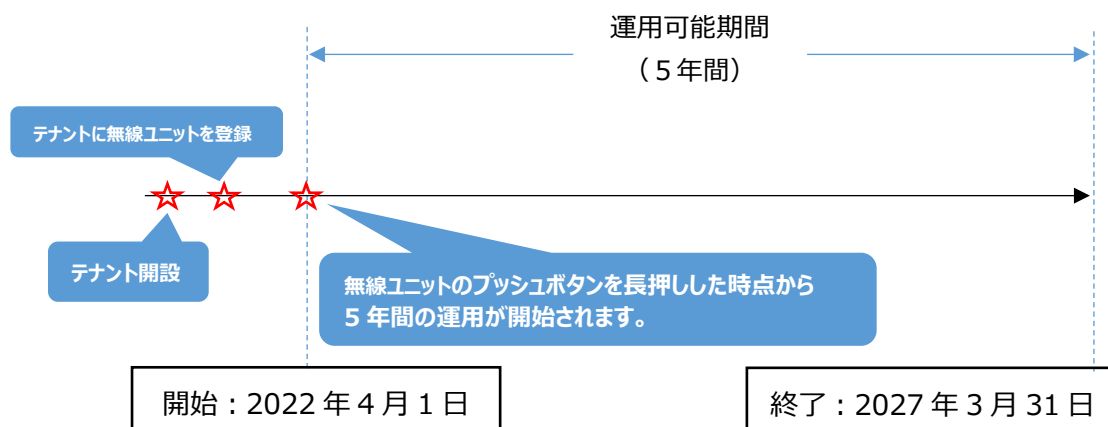 運用可能期間
（５年間）
テナントに無線ユニットを登録
テナント開設
無線ユニットのプッシュボタンを長押しした時点から
5 年間の運用が開始されます。
開始：2022 年 4 月 1 日
終了：2027 年 3 月 31 日